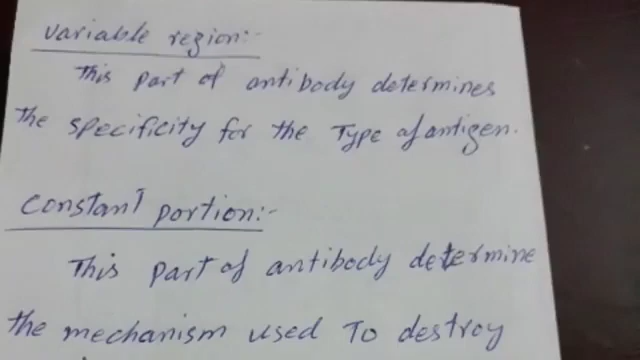 Variable region:-
This part of antibody determines
the specificity for the Type of antigen.
Constant portion:-
This part of antibody determine
the mechanism used To destroy